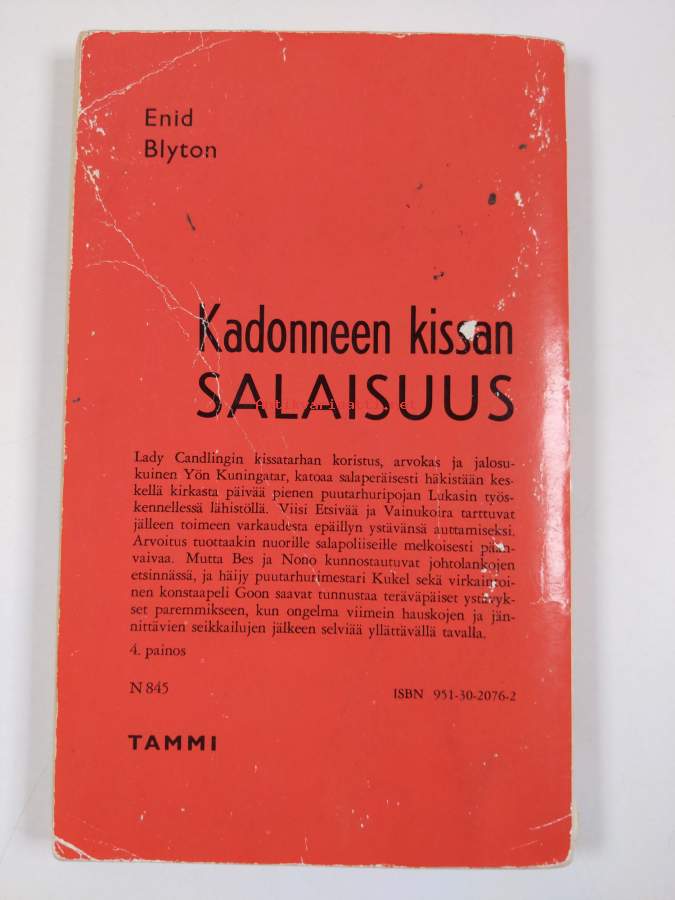 Enid
Blyton
Kadonneen kissan
SALAISUUS
Antikvariaatti.net
Lady Candlingin kissatarhan koristus, arvokas ja jalosu-
kuinen Yön Kuningatar, katoaa salaperäisesti häkistään kes-
kellä kirkasta päivää pienen puutarhuripojan Lukasin työs-
kennellessä lähistöllä. Viisi Etsivää ja Vainukoira tarttuvat
jälleen toimeen varkaudesta epäillyn ystävänsä auttamiseksi.
Arvoitus tuottaakin nuorille salapoliiseille melkoisesti pään-
vaivaa. Mutta Bes ja Nono kunnostautuvat johtolankojen
etsinnässä, ja häijy puutarhurimestari Kukel sekä virkaintoi-
nen konstaapeli Goon saavat tunnustaa teräväpäiset ystävyk-
set paremmikseen, kun ongelma viimein hauskojen ja jän-
nittävien seikkailujen jälkeen selviää yllättävällä tavalla.
4. painos
N 845
ISBN 951-30-2076-2
TAMMI